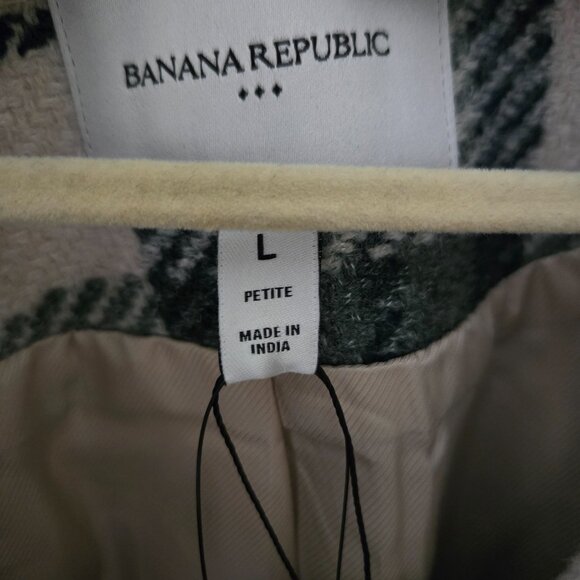 BANANA REPUBLIC
L
PETITE
MADE IN
INDIA